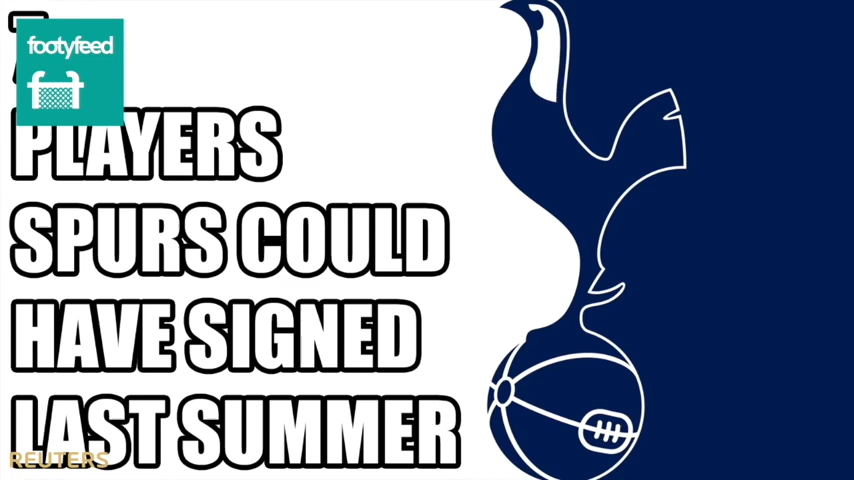 footyfeed
PLAYERS
SPURS COULD
HAVE SIGNED
LAST SUMMER
REUTERS